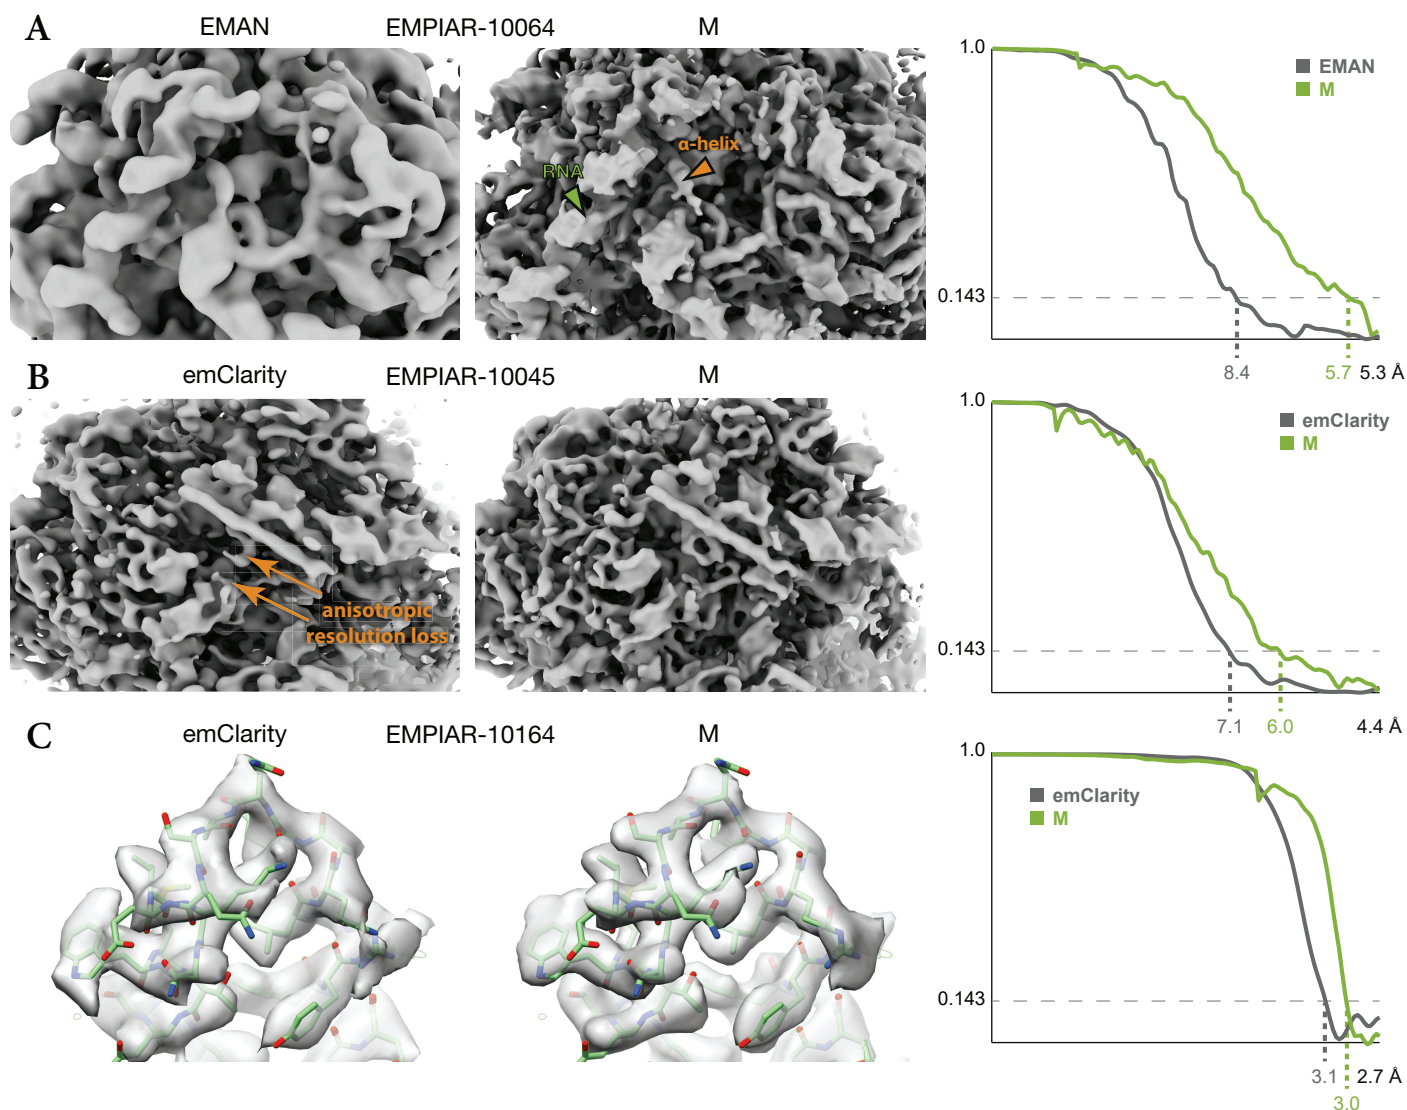 A
EMAN
EMPIAR-10064
M
RNA
α-helix
1.0
EMAN
M
0.143
8.4
5.7
5.3 Å
B
emClarity
EMPIAR-10045
M
anisotropic
resolution loss
1.0
emClarity
M
0.143
7.1
6.0
4.4 Å
C
emClarity
EMPIAR-10164
M
1.0
emClarity
M
0.143
3.1
2.7 Å
3.0